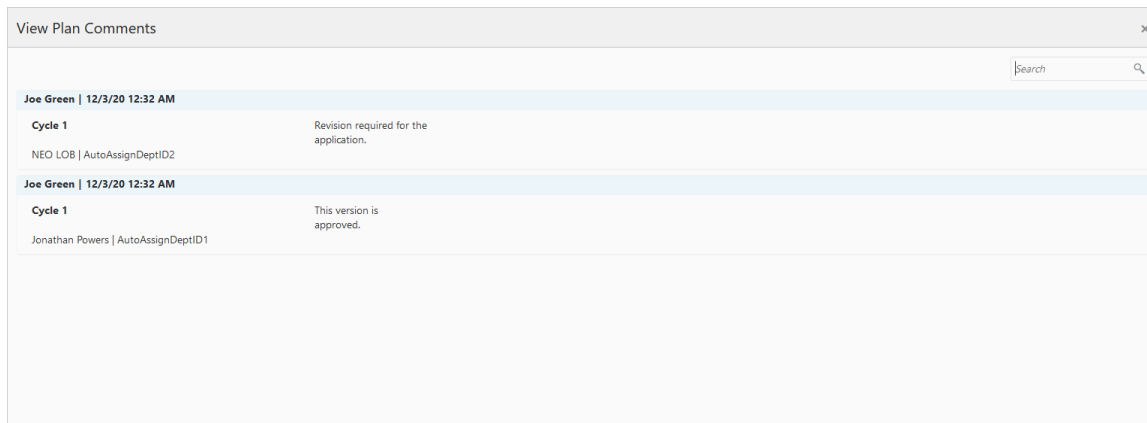 View Plan Comments
Search
Joe Green | 12/3/20 12:32 AM
Cycle 1
Revision required for the
application.
NEO LOB | AutoAssignDeptID2
Joe Green | 12/3/20 12:32 AM
Cycle 1
This version is
approved.
Jonathan Powers | AutoAssignDeptID1